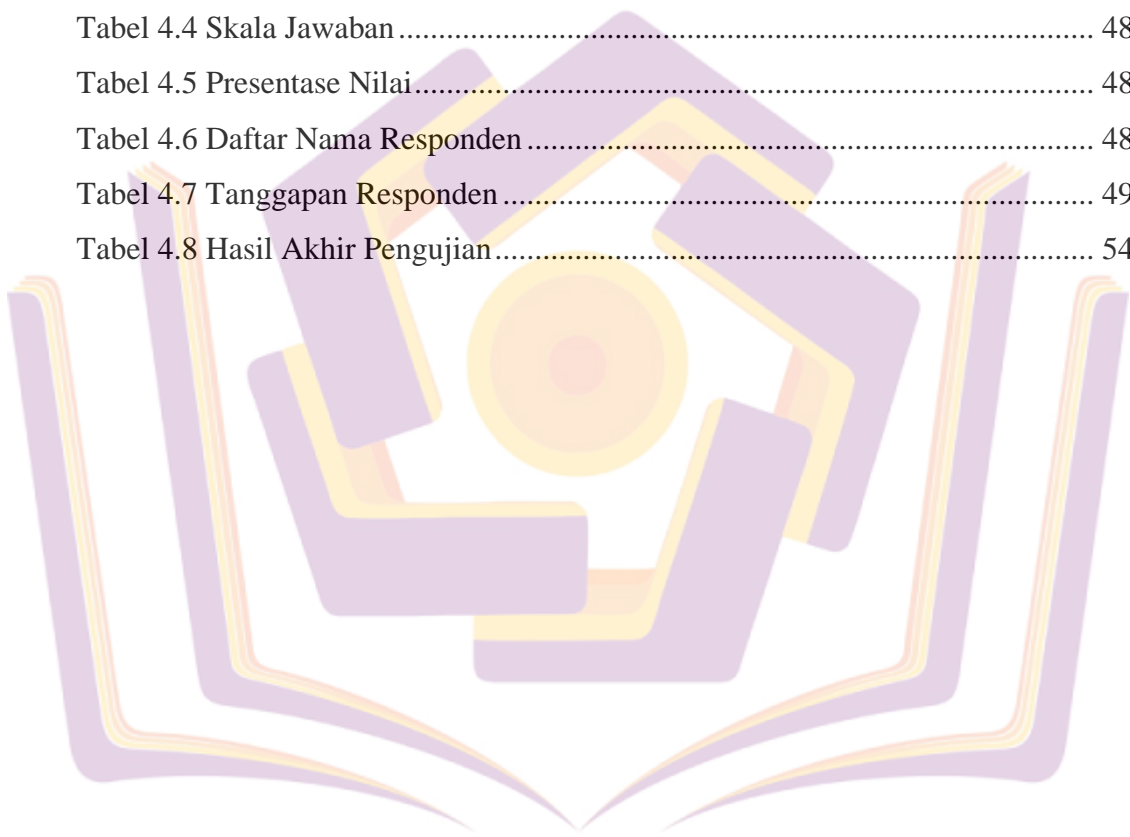 Tabel 4.4 Skala Jawaban ........................................................................................ 48
Tabel 4.5 Presentase Nilai...................................................................................... 48
Tabel 4.6 Daftar Nama Responden ........................................................................ 48
Tabel 4.7 Tanggapan Responden ........................................................................... 49
Tabel 4.8 Hasil Akhir Pengujian............................................................................ 54